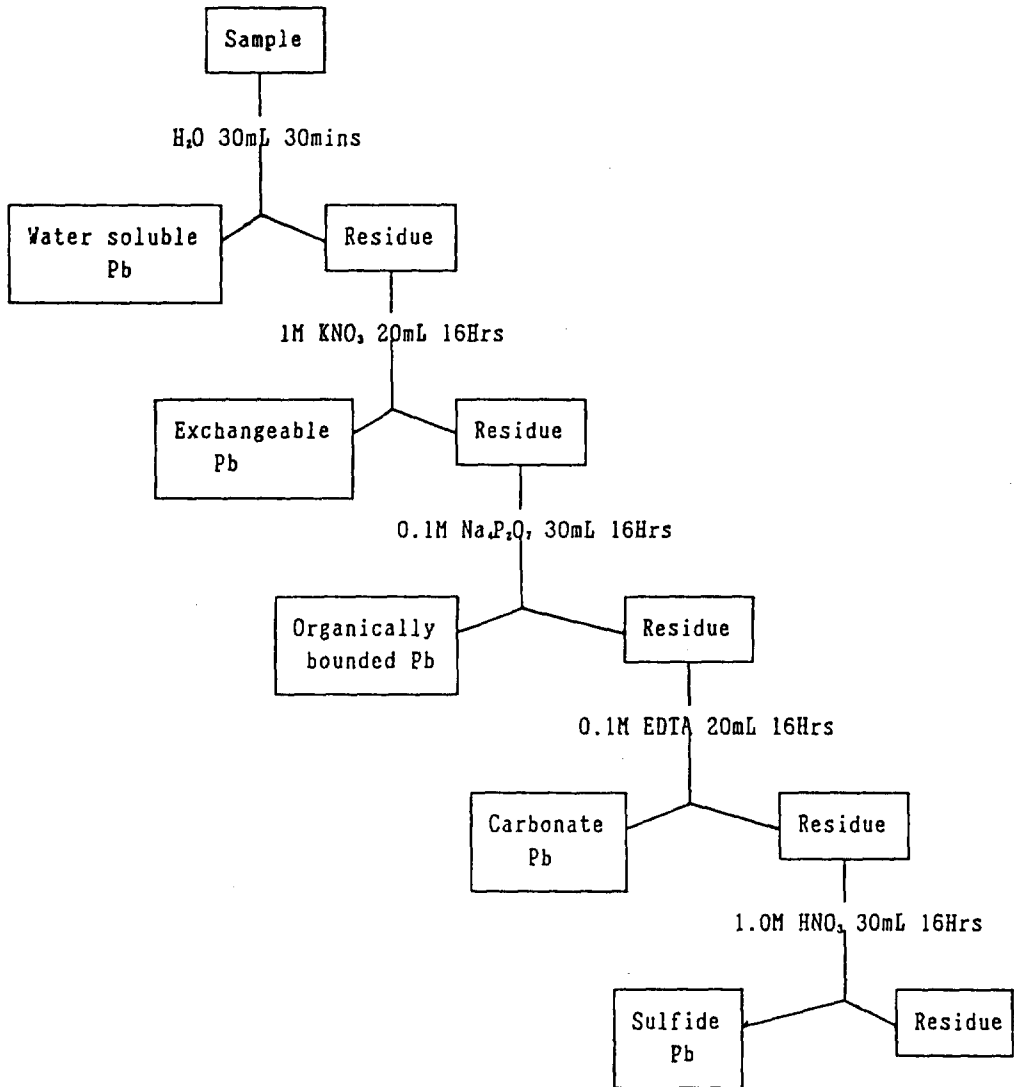 Sample
H₂O 30mL 30mins
Water soluble
Pb
Residue
1M KNO₃ 20mL 16Hrs
Exchangeable
Pb
Residue
0.1M Na₄P₂O₇ 30mL 16Hrs
Organically
bounded Pb
Residue
0.1M EDTA 20mL 16Hrs
Carbonate
Pb
Residue
1.0M HNO₃ 30mL 16Hrs
Sulfide
Pb
Residue